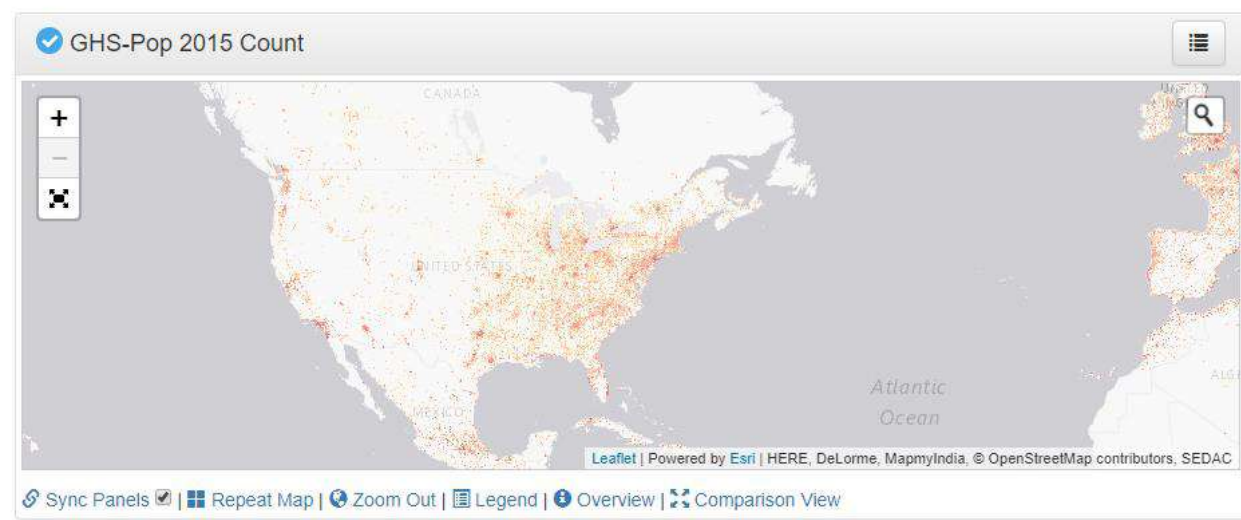 GHS-Pop 2015 Count
CANADA
UNITED STATES
MEXICO
Atlantic
Ocean
+
−
Leaflet | Powered by Esri | HERE, DeLorme, MapmyIndia, © OpenStreetMap contributors, SEDAC
Sync Panels | Repeat Map | Zoom Out | Legend | Overview | Comparison View